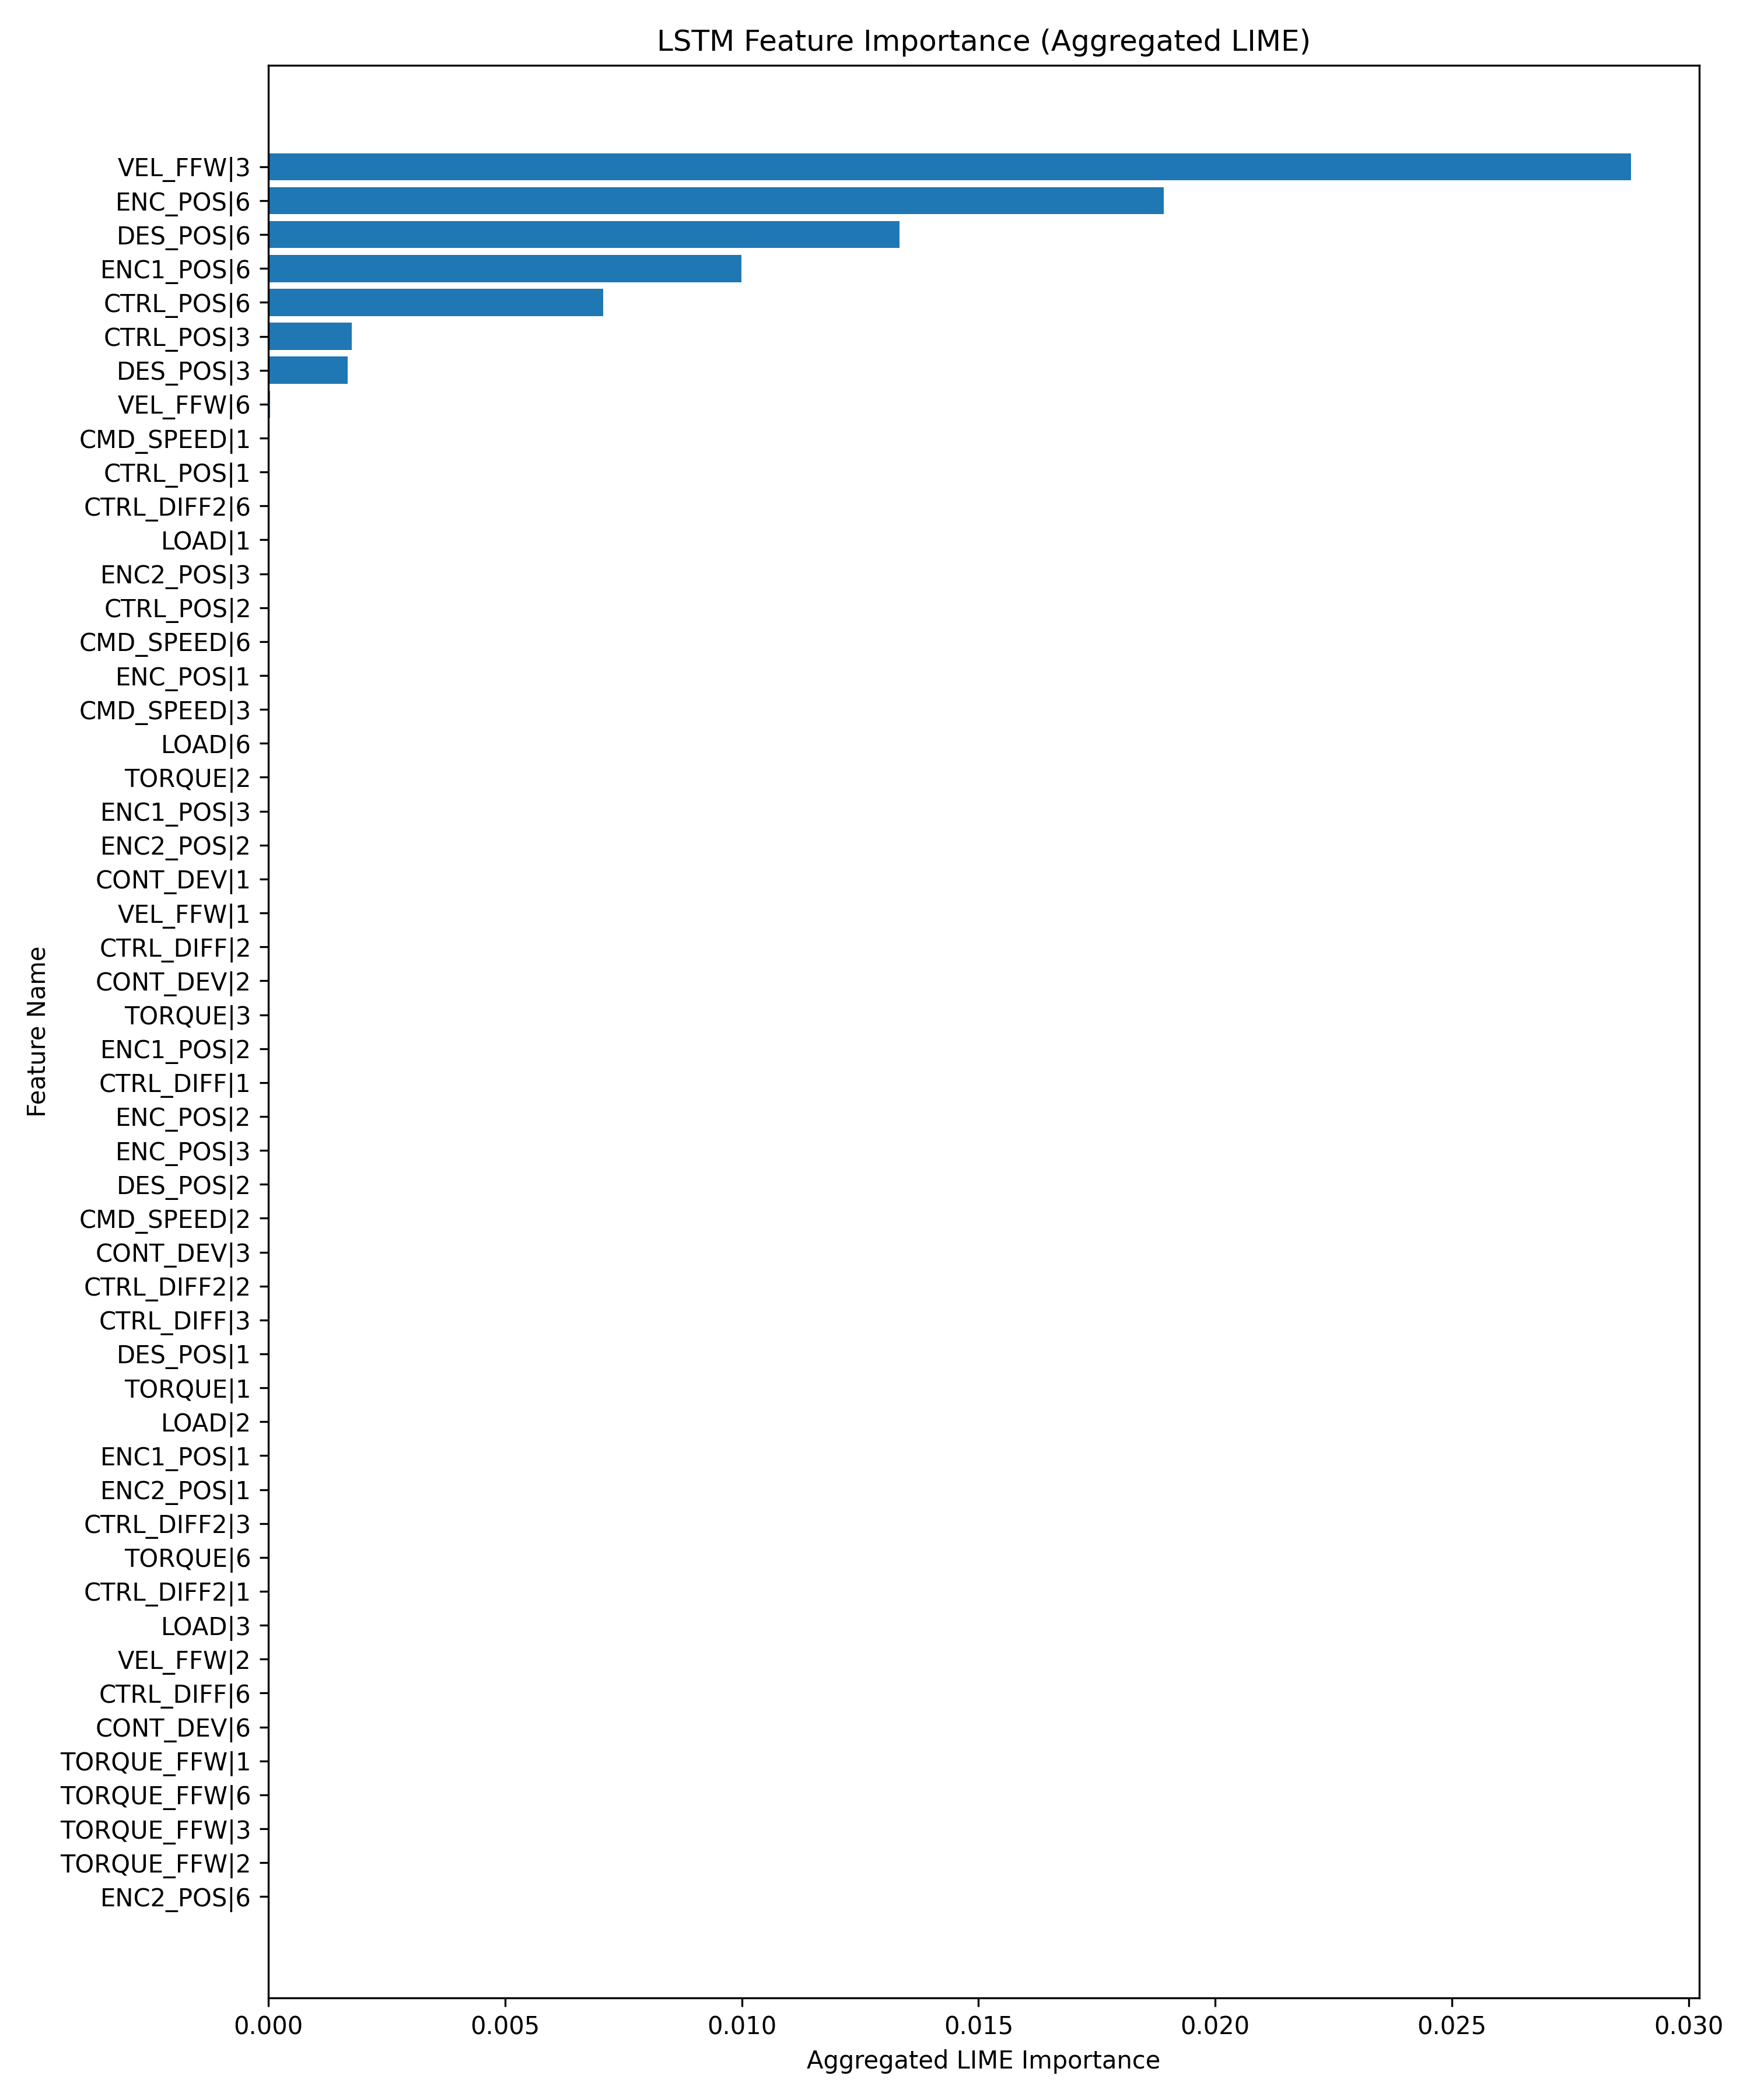 LSTM Feature Importance (Aggregated LIME)
VEL_FFW|3
ENC_POS|6
DES_POS|6
ENC1_POS|6
CTRL_POS|6
CTRL_POS|3
DES_POS|3
VEL_FFW|6
CMD_SPEED|1
CTRL_POS|1
CTRL_DIFF2|6
LOAD|1
ENC2_POS|3
CTRL_POS|2
CMD_SPEED|6
ENC_POS|1
CMD_SPEED|3
LOAD|6
TORQUE|2
ENC1_POS|3
ENC2_POS|2
CONT_DEV|1
VEL_FFW|1
CTRL_DIFF|2
CONT_DEV|2
TORQUE|3
ENC1_POS|2
CTRL_DIFF|1
ENC_POS|2
ENC_POS|3
DES_POS|2
CMD_SPEED|2
CONT_DEV|3
CTRL_DIFF2|2
CTRL_DIFF|3
DES_POS|1
TORQUE|1
LOAD|2
ENC1_POS|1
ENC2_POS|1
CTRL_DIFF2|3
TORQUE|6
CTRL_DIFF2|1
LOAD|3
VEL_FFW|2
CTRL_DIFF|6
CONT_DEV|6
TORQUE_FFW|1
TORQUE_FFW|6
TORQUE_FFW|3
TORQUE_FFW|2
ENC2_POS|6
Feature Name
0.000 0.005 0.010 0.015 0.020 0.025 0.030
Aggregated LIME Importance